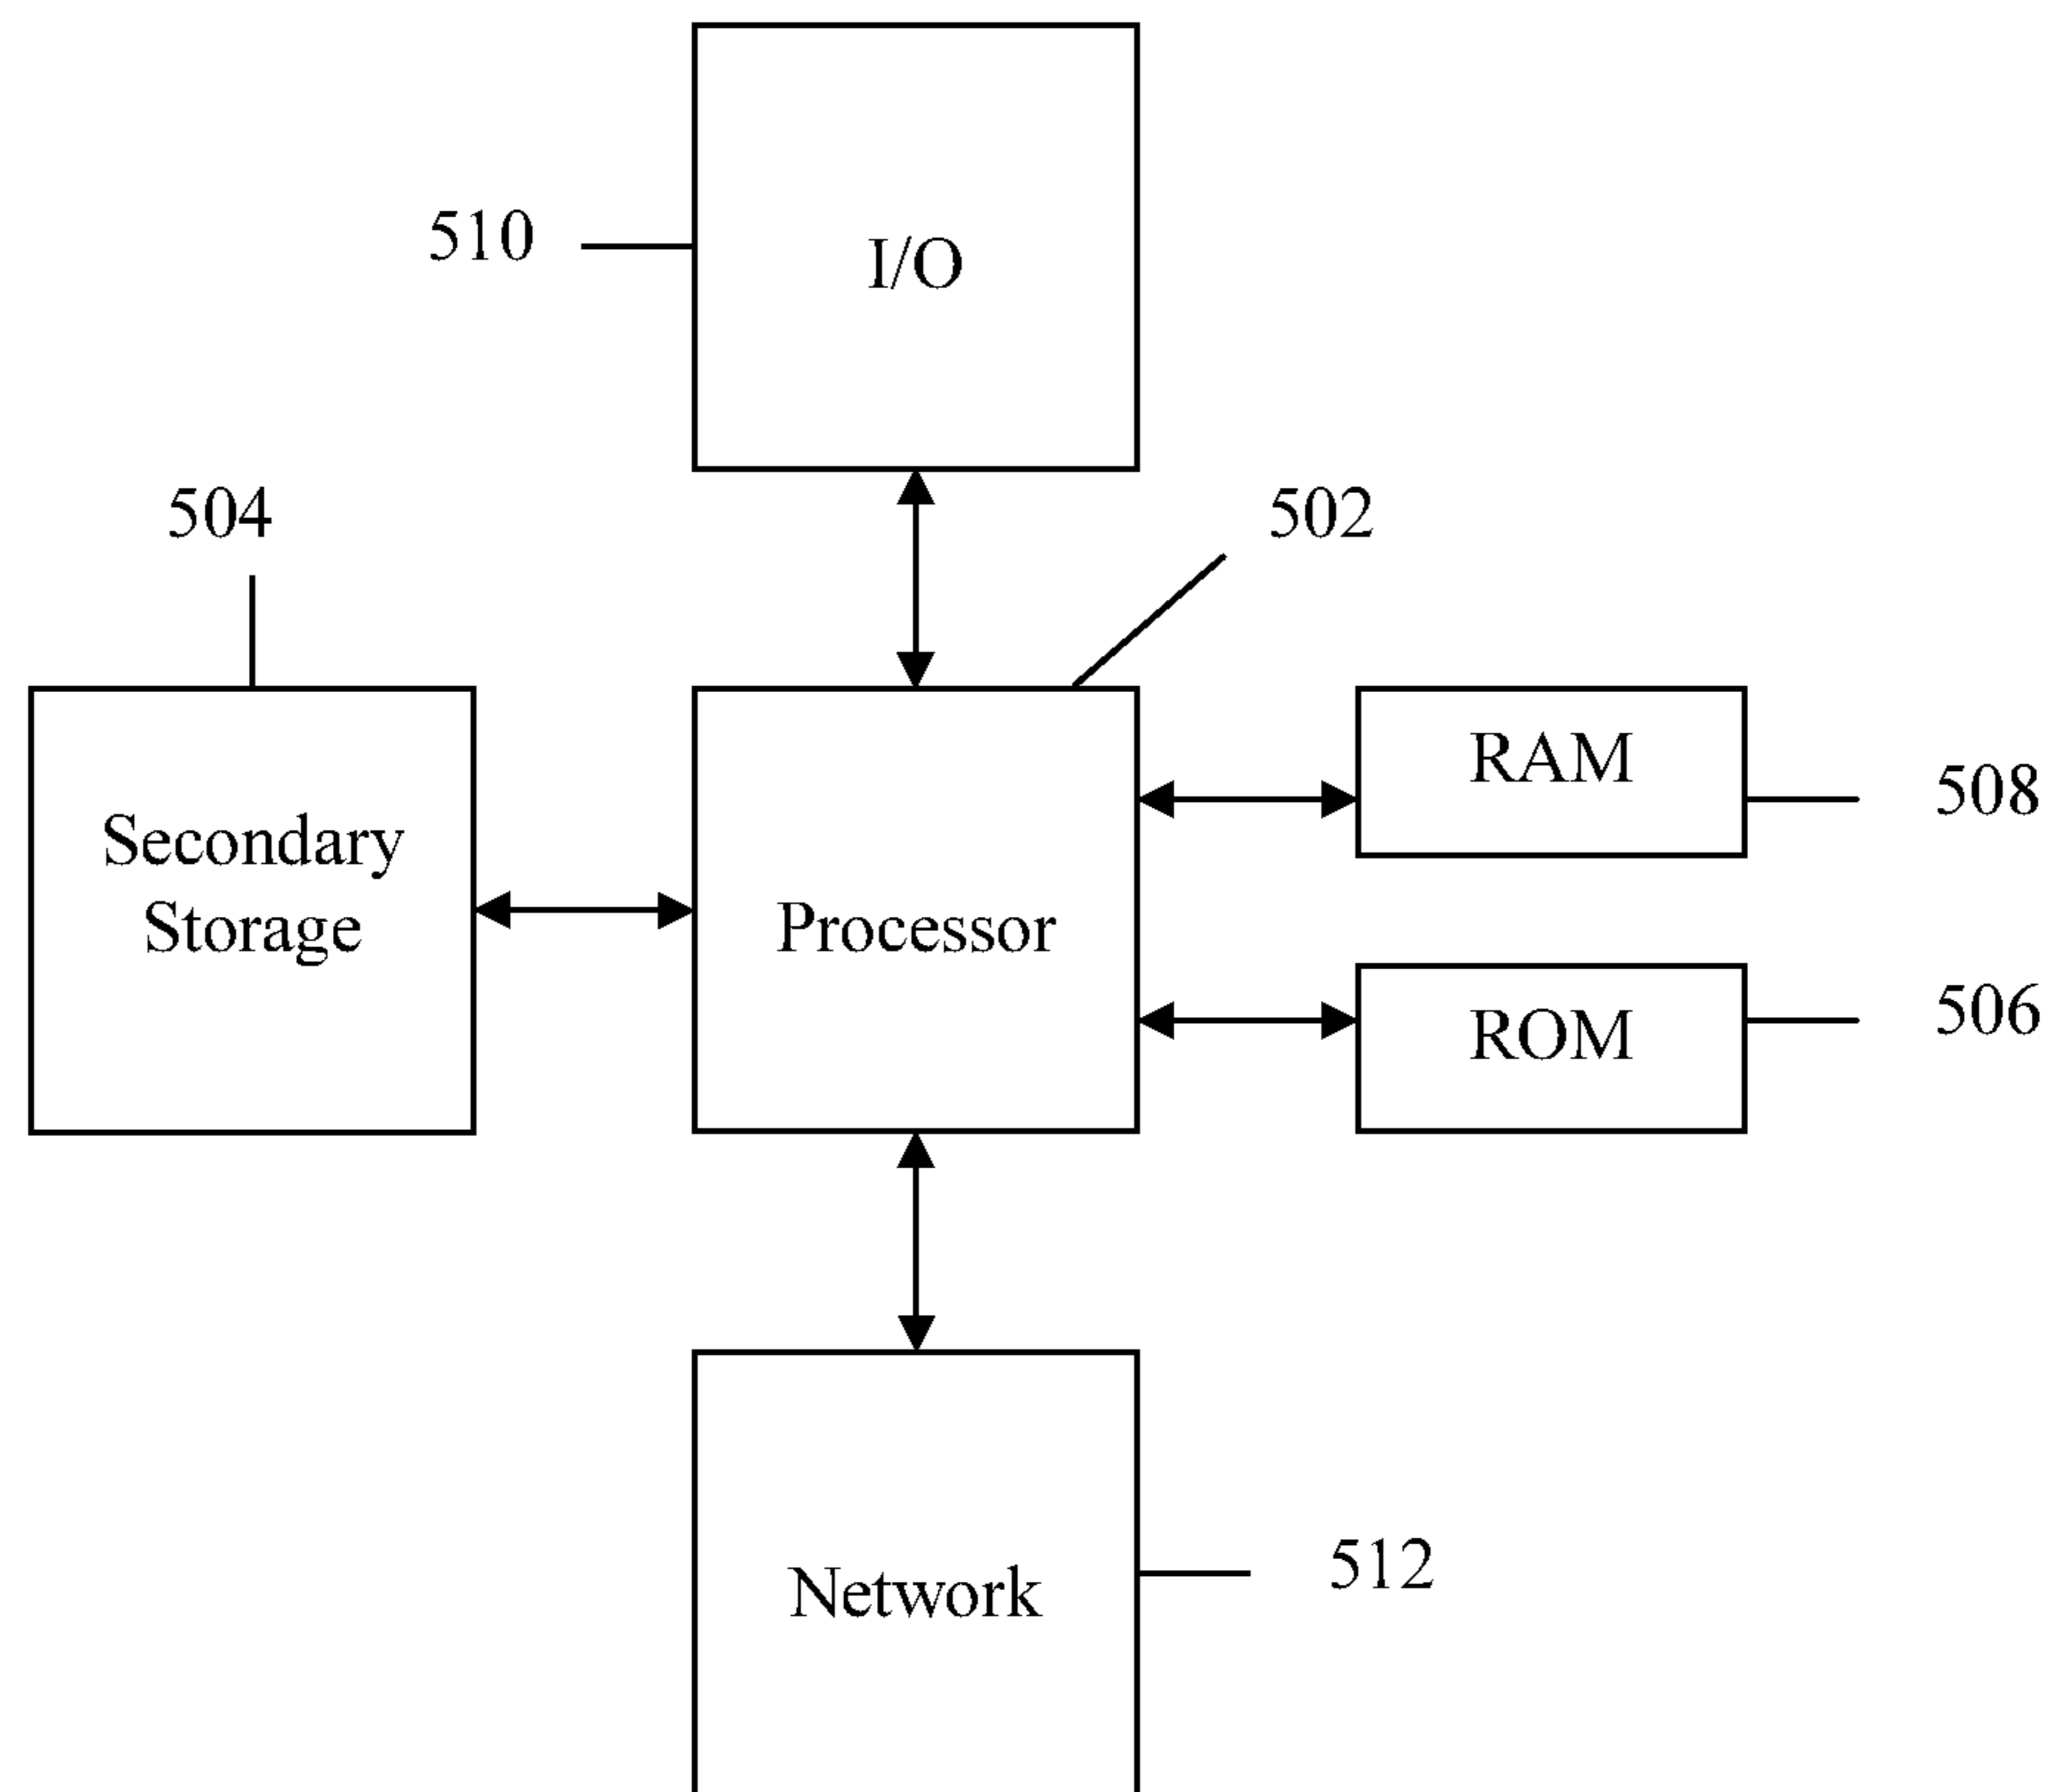 510
I/O
504
502
Secondary
Storage
Processor
RAM
508
ROM
506
Network
512